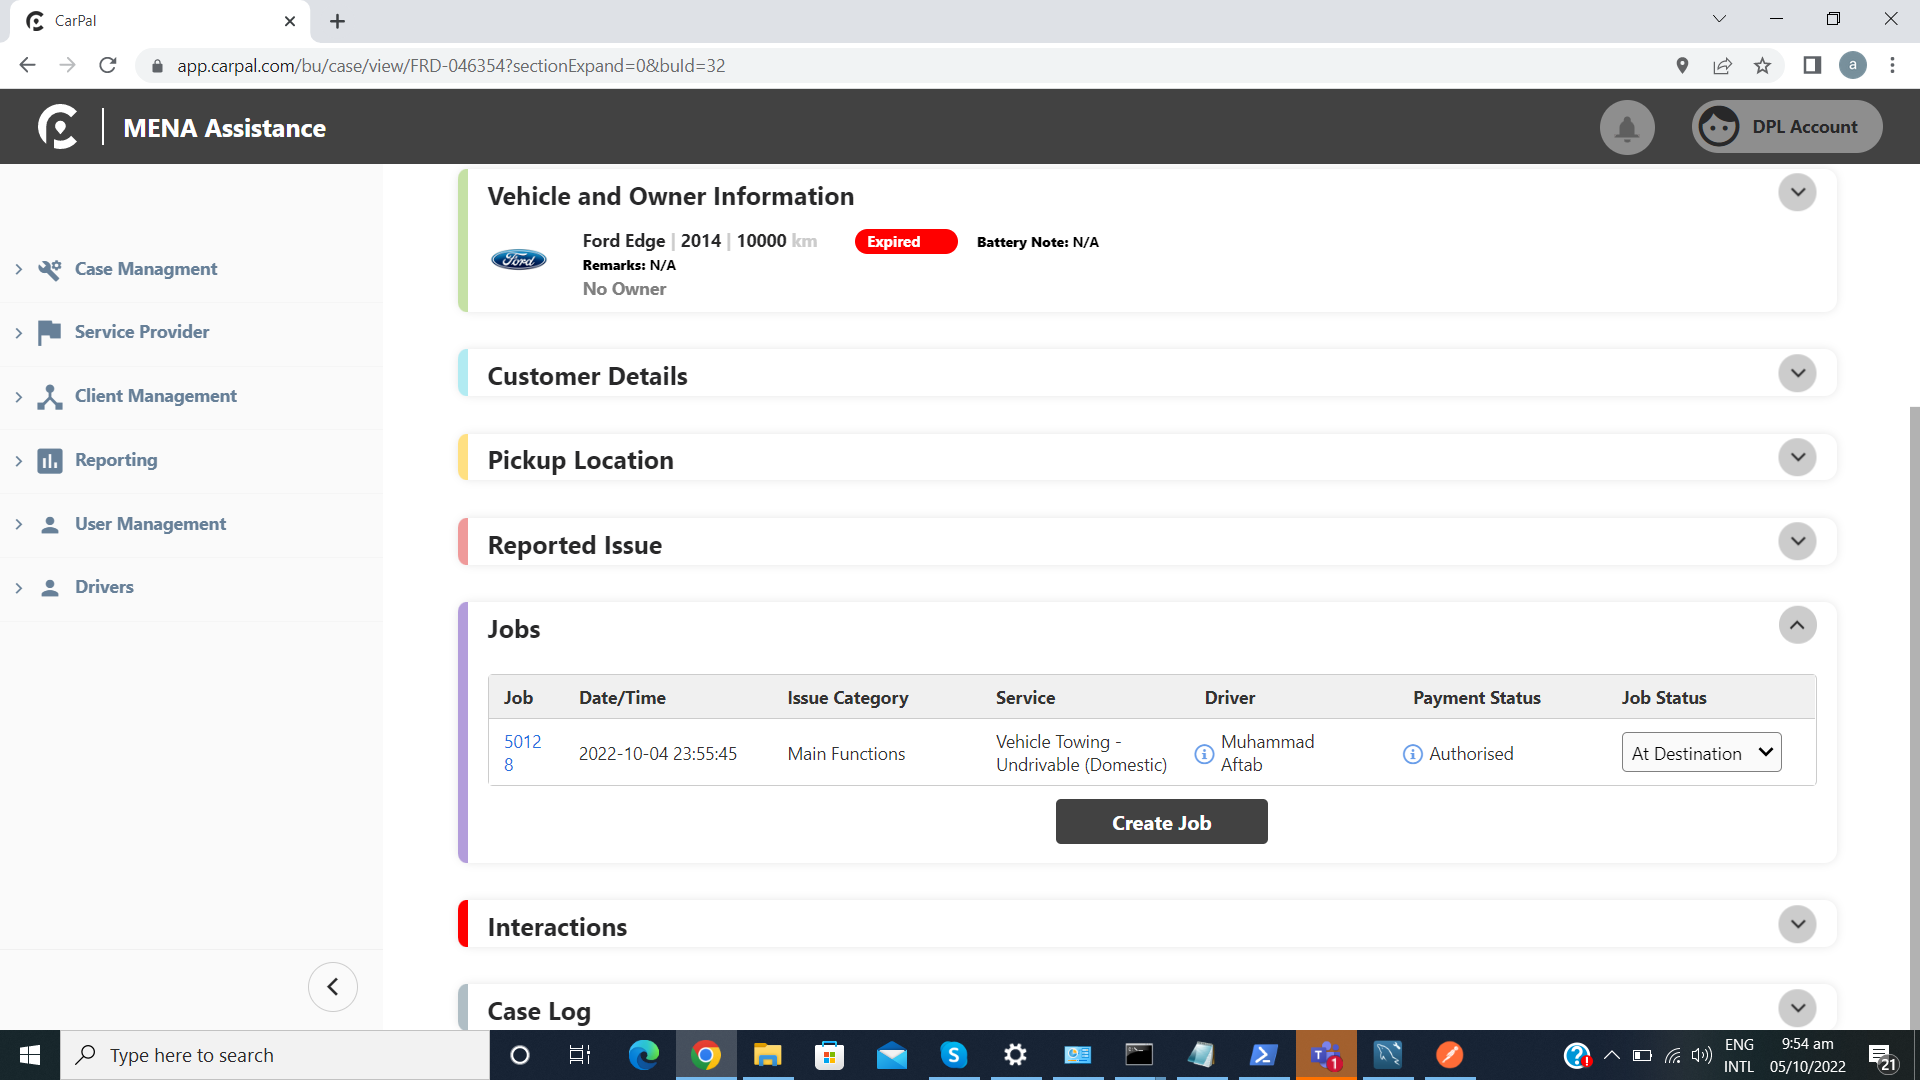 CarPal
app.carpal.com/bu/case/view/FRD-046354?sectionExpand=0&buId=32
a
MENA Assistance
DPL Account
Case Managment
Service Provider
Client Management
Reporting
User Management
Drivers
Vehicle and Owner Information
Ford
Ford Edge | 2014 | 10000 km
Expired
Battery Note: N/A
Remarks: N/A
No Owner
Customer Details
Pickup Location
Reported Issue
Jobs
Job Date/Time Issue Category Service Driver Payment Status Job Status
5012
8
2022-10-04 23:55:45
Main Functions
Vehicle Towing -
Undrivable (Domestic)
Muhammad
Aftab
Authorised
At Destination
Create Job
Interactions
Case Log
Type here to search
1
ENG
INTL
9:54 am
05/10/2022
21